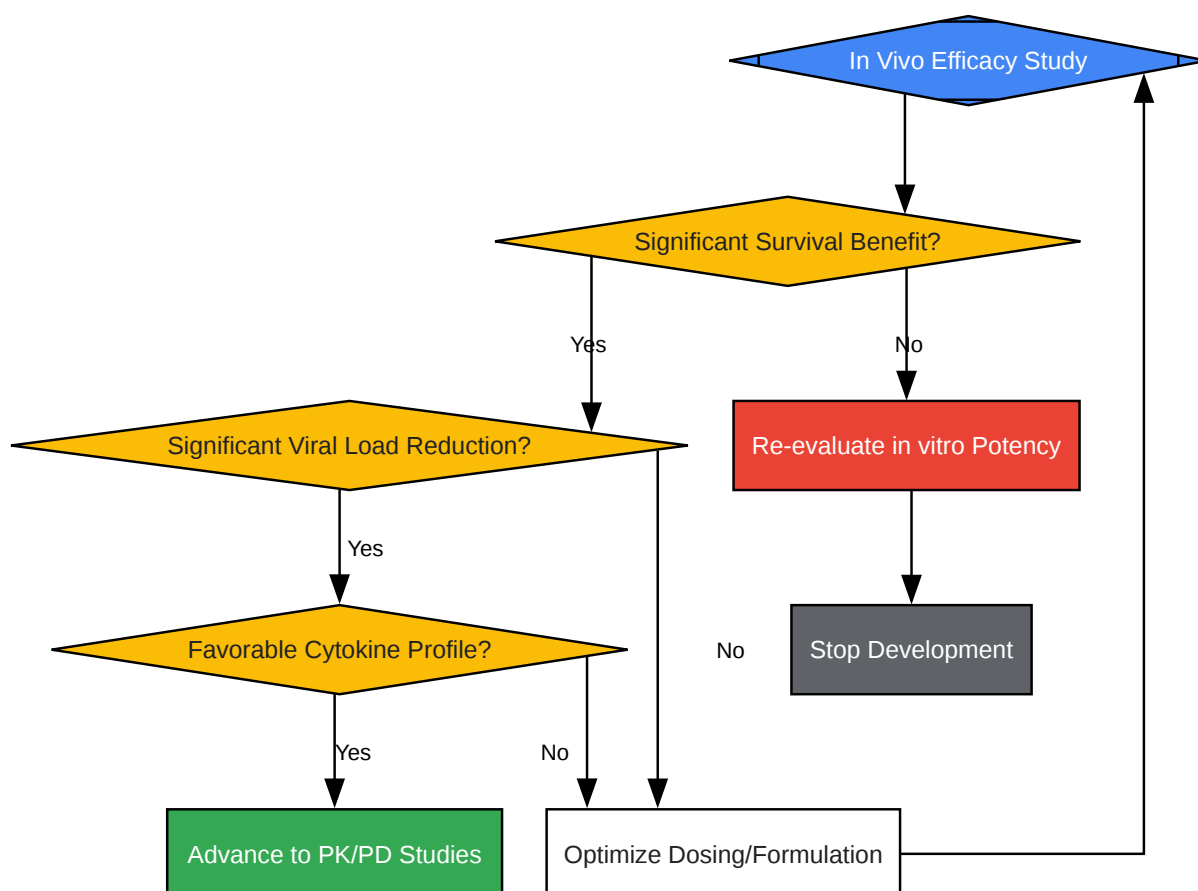 In Vivo Efficacy Study
Significant Survival Benefit?
Yes
No
Significant Viral Load Reduction?
Re-evaluate in vitro Potency
Yes
Favorable Cytokine Profile?
No
Stop Development
Yes
No
Advance to PK/PD Studies
Optimize Dosing/Formulation